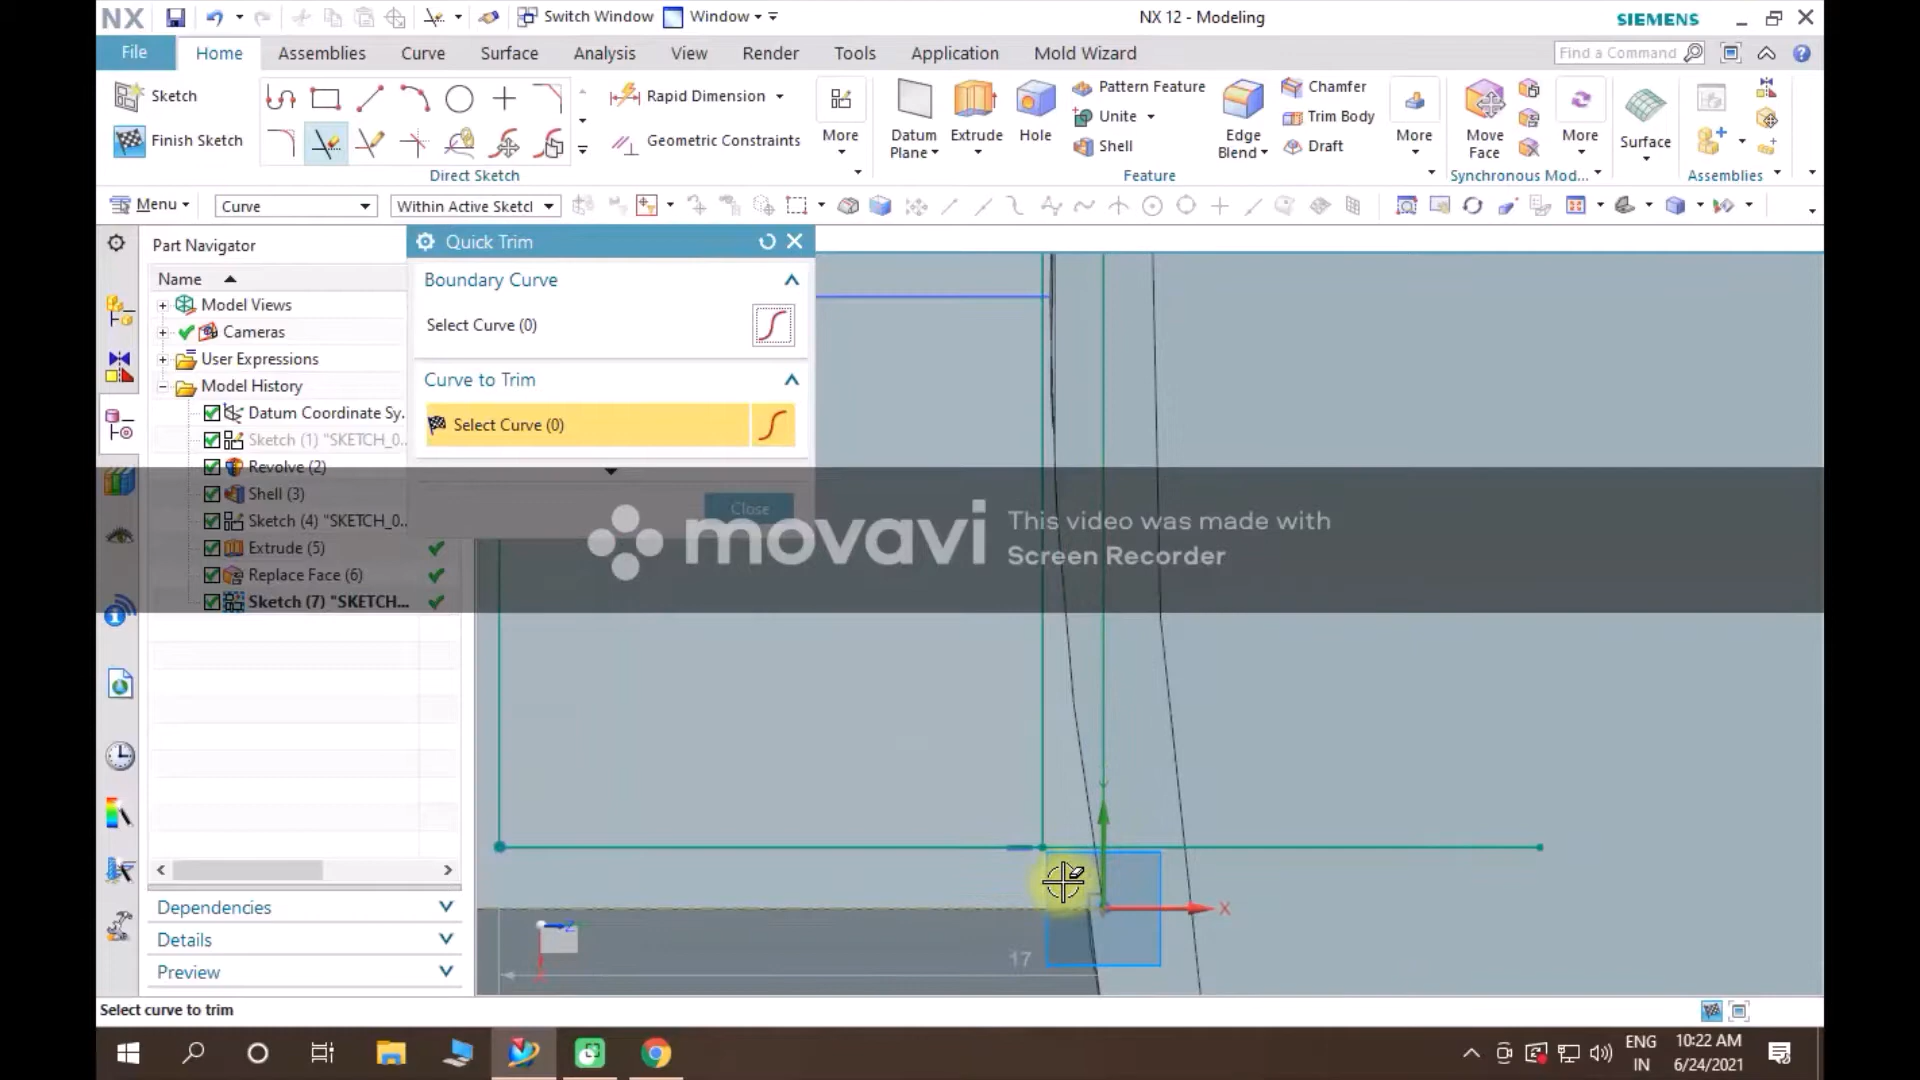 NX
Switch Window
Window
NX 12 - Modeling
SIEMENS
File
Home
Assemblies
Curve
Surface
Analysis
View
Render
Tools
Application
Mold Wizard
Find a Command
Sketch
Finish Sketch
Direct Sketch
Rapid Dimension
Geometric Constraints
More
Datum
Plane
Extrude
Hole
Pattern Feature
Unite
Shell
Edge
Blend
Chamfer
Trim Body
Draft
More
Feature
Move
Face
More
Synchronous Mod...
Surface
Assemblies
Menu
Curve
Within Active Sketcl
Part Navigator
Name
Model Views
Cameras
User Expressions
Model History
Datum Coordinate Sy.
Sketch (1) "SKETCH_0..
Revolve (2)
Shell (3)
Sketch (4) "SKETCH_0..
Extrude (5)
Replace Face (6)
Sketch (7) "SKETCH...
Dependencies
Details
Preview
Quick Trim
Boundary Curve
Select Curve (0)
Curve to Trim
Select Curve (0)
Close
movavi
This video was made with
Screen Recorder
X
17
Select curve to trim
ENG
IN
10:22 AM
6/24/2021